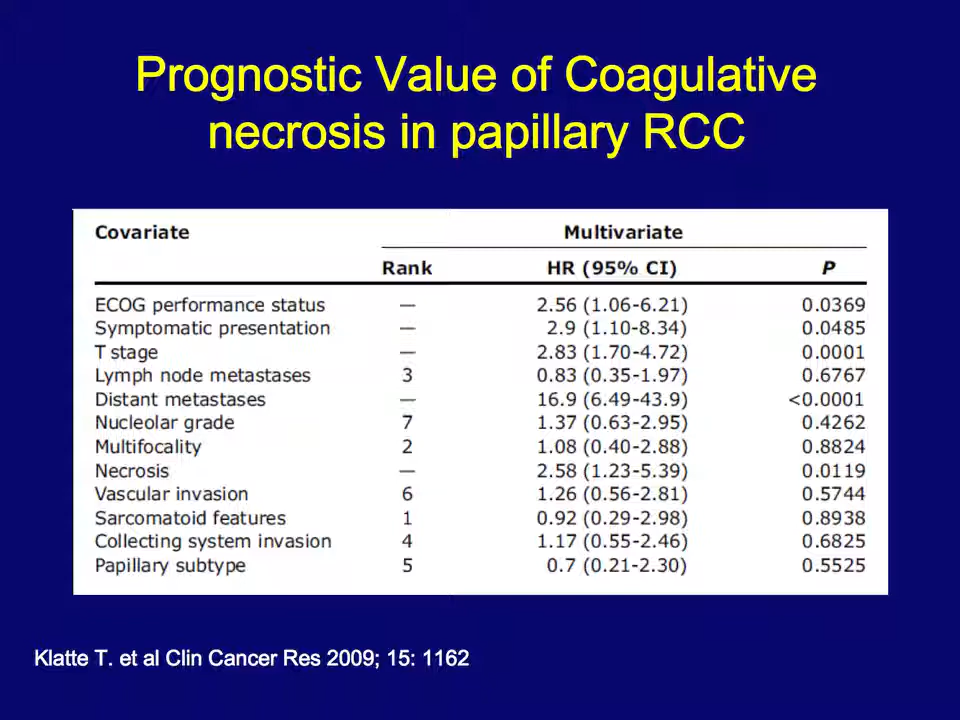 Prognostic Value of Coagulative
necrosis in papillary RCC
Covariate Multivariate
Rank HR (95% CI) P
ECOG performance status — 2.56 (1.06-6.21) 0.0369
Symptomatic presentation — 2.9 (1.10-8.34) 0.0485
T stage — 2.83 (1.70-4.72) 0.0001
Lymph node metastases 3 0.83 (0.35-1.97) 0.6767
Distant metastases — 16.9 (6.49-43.9) <0.0001
Nucleolar grade 7 1.37 (0.63-2.95) 0.4262
Multifocality 2 1.08 (0.40-2.88) 0.8824
Necrosis — 2.58 (1.23-5.39) 0.0119
Vascular invasion 6 1.26 (0.56-2.81) 0.5744
Sarcomatoid features 1 0.92 (0.29-2.98) 0.8938
Collecting system invasion 4 1.17 (0.55-2.46) 0.6825
Papillary subtype 5 0.7 (0.21-2.30) 0.5525
Klatte T. et al Clin Cancer Res 2009; 15: 1162